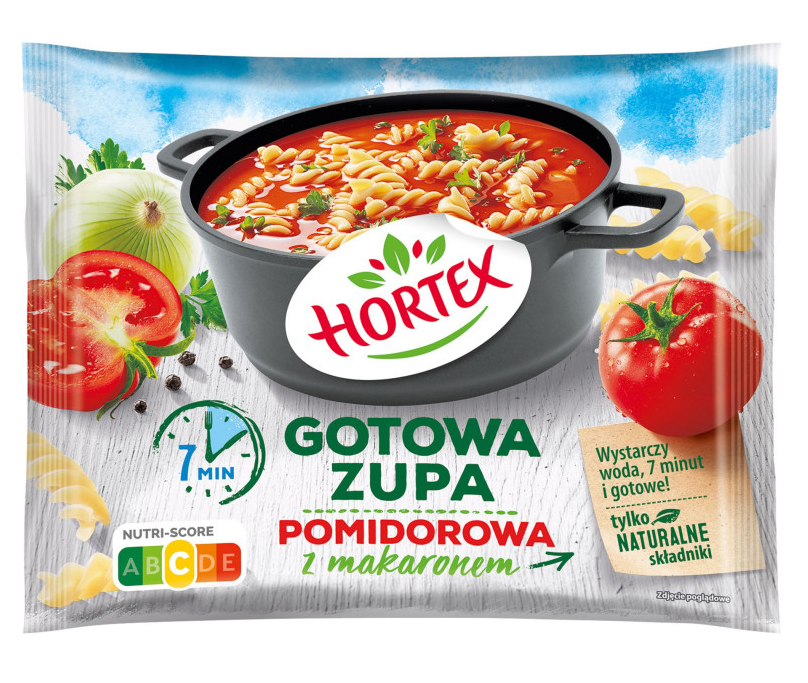 HORTEX
7 MIN
GOTOWA
ZUPA
POMIDOROWA
z makaronem
Wystarczy
woda, 7 minut
i gotowe!
tylko
NATURALNE
składniki
NUTRI-SCORE
A B C D E
Zdjęcie poglądowe